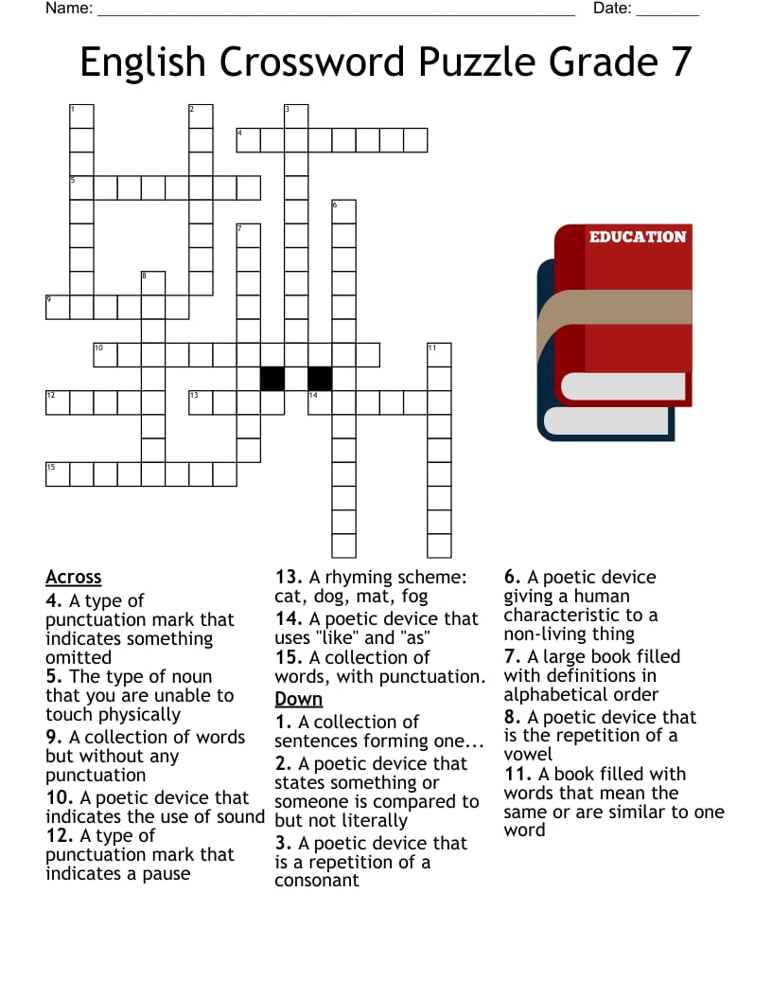 Name: ______________________________________________________ Date: _______
English Crossword Puzzle Grade 7
1
2
3
4
5
6
7
8
9
10
11
12
13
14
15
EDUCATION
Across
4. A type of
punctuation mark that
indicates something
omitted
5. The type of noun
that you are unable to
touch physically
9. A collection of words
but without any
punctuation
10. A poetic device that
indicates the use of sound
12. A type of
punctuation mark that
indicates a pause
13. A rhyming scheme:
cat, dog, mat, fog
14. A poetic device that
uses "like" and "as"
15. A collection of
words, with punctuation.
Down
1. A collection of
sentences forming one...
2. A poetic device that
states something or
someone is compared to
but not literally
3. A poetic device that
is a repetition of a
consonant
6. A poetic device
giving a human
characteristic to a
non-living thing
7. A large book filled
with definitions in
alphabetical order
8. A poetic device that
is the repetition of a
vowel
11. A book filled with
words that mean the
same or are similar to one
word